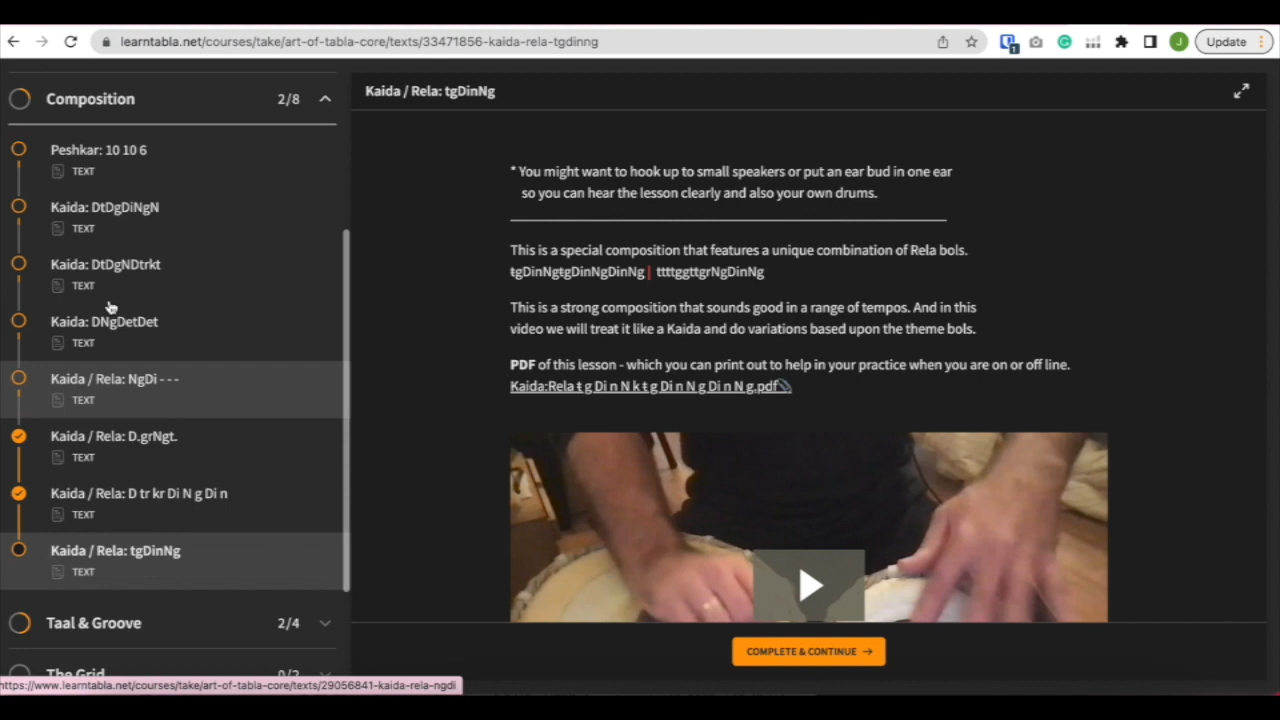 learntabla.net/courses/take/art-of-tabla-core/texts/33471856-kaida-rela-tgdinng
1
J
Update
Composition 2/8
Peshkar: 10 10 6
TEXT
Kaida: DtDgDiNgN
TEXT
Kaida: DtDgNDtrkt
TEXT
Kaida: DNgDetDet
TEXT
Kaida / Rela: NgDi - - -
TEXT
Kaida / Rela: D.grNgt.
TEXT
Kaida / Rela: D tr kr Di N g Di n
TEXT
Kaida / Rela: tgDinNg
TEXT
Taal & Groove 2/4
The Grid 0/2
https://www.learntabla.net/courses/take/art-of-tabla-core/texts/29056841-kaida-rela-ngdi
Kaida / Rela: tgDinNg
* You might want to hook up to small speakers or put an ear bud in one ear
so you can hear the lesson clearly and also your own drums.
This is a special composition that features a unique combination of Rela bols.
ŧgDinNgŧgDinNgDinNg| ttttggttgrNgDinNg
This is a strong composition that sounds good in a range of tempos. And in this
video we will treat it like a Kaida and do variations based upon the theme bols.
PDF of this lesson - which you can print out to help in your practice when you are on or off line.
Kaida:Rela ŧ g Di n N k ŧ g Di n N g Di n N g.pdf
COMPLETE & CONTINUE →